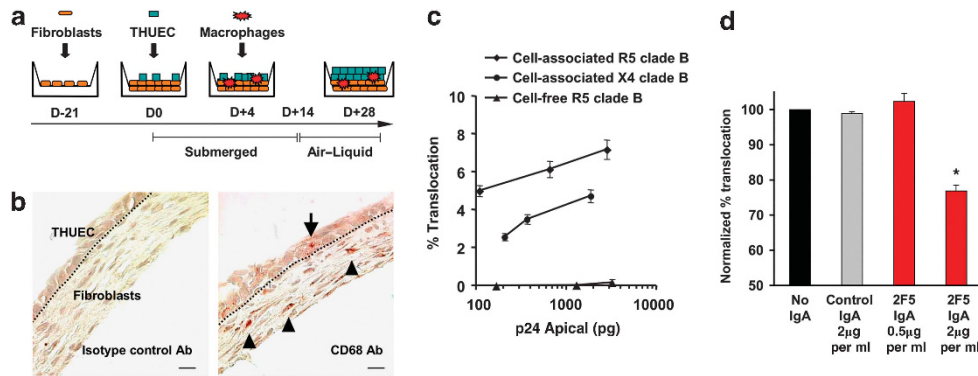 a
Fibroblasts THUEC Macrophages
D-21 D0 D+4 D+14 D+28
Submerged Air–Liquid
b
THUEC
Fibroblasts
Isotype control Ab
CD68 Ab
c
Cell-associated R5 clade B
Cell-associated X4 clade B
Cell-free R5 clade B
% Translocation
10
8
6
4
2
0
100 1000 10000
p24 Apical (pg)
d
Normalized % translocation
100
90
80
70
60
50
*
No IgA
Control IgA 2µg per ml
2F5 IgA 0.5µg per ml
2F5 IgA 2µg per ml